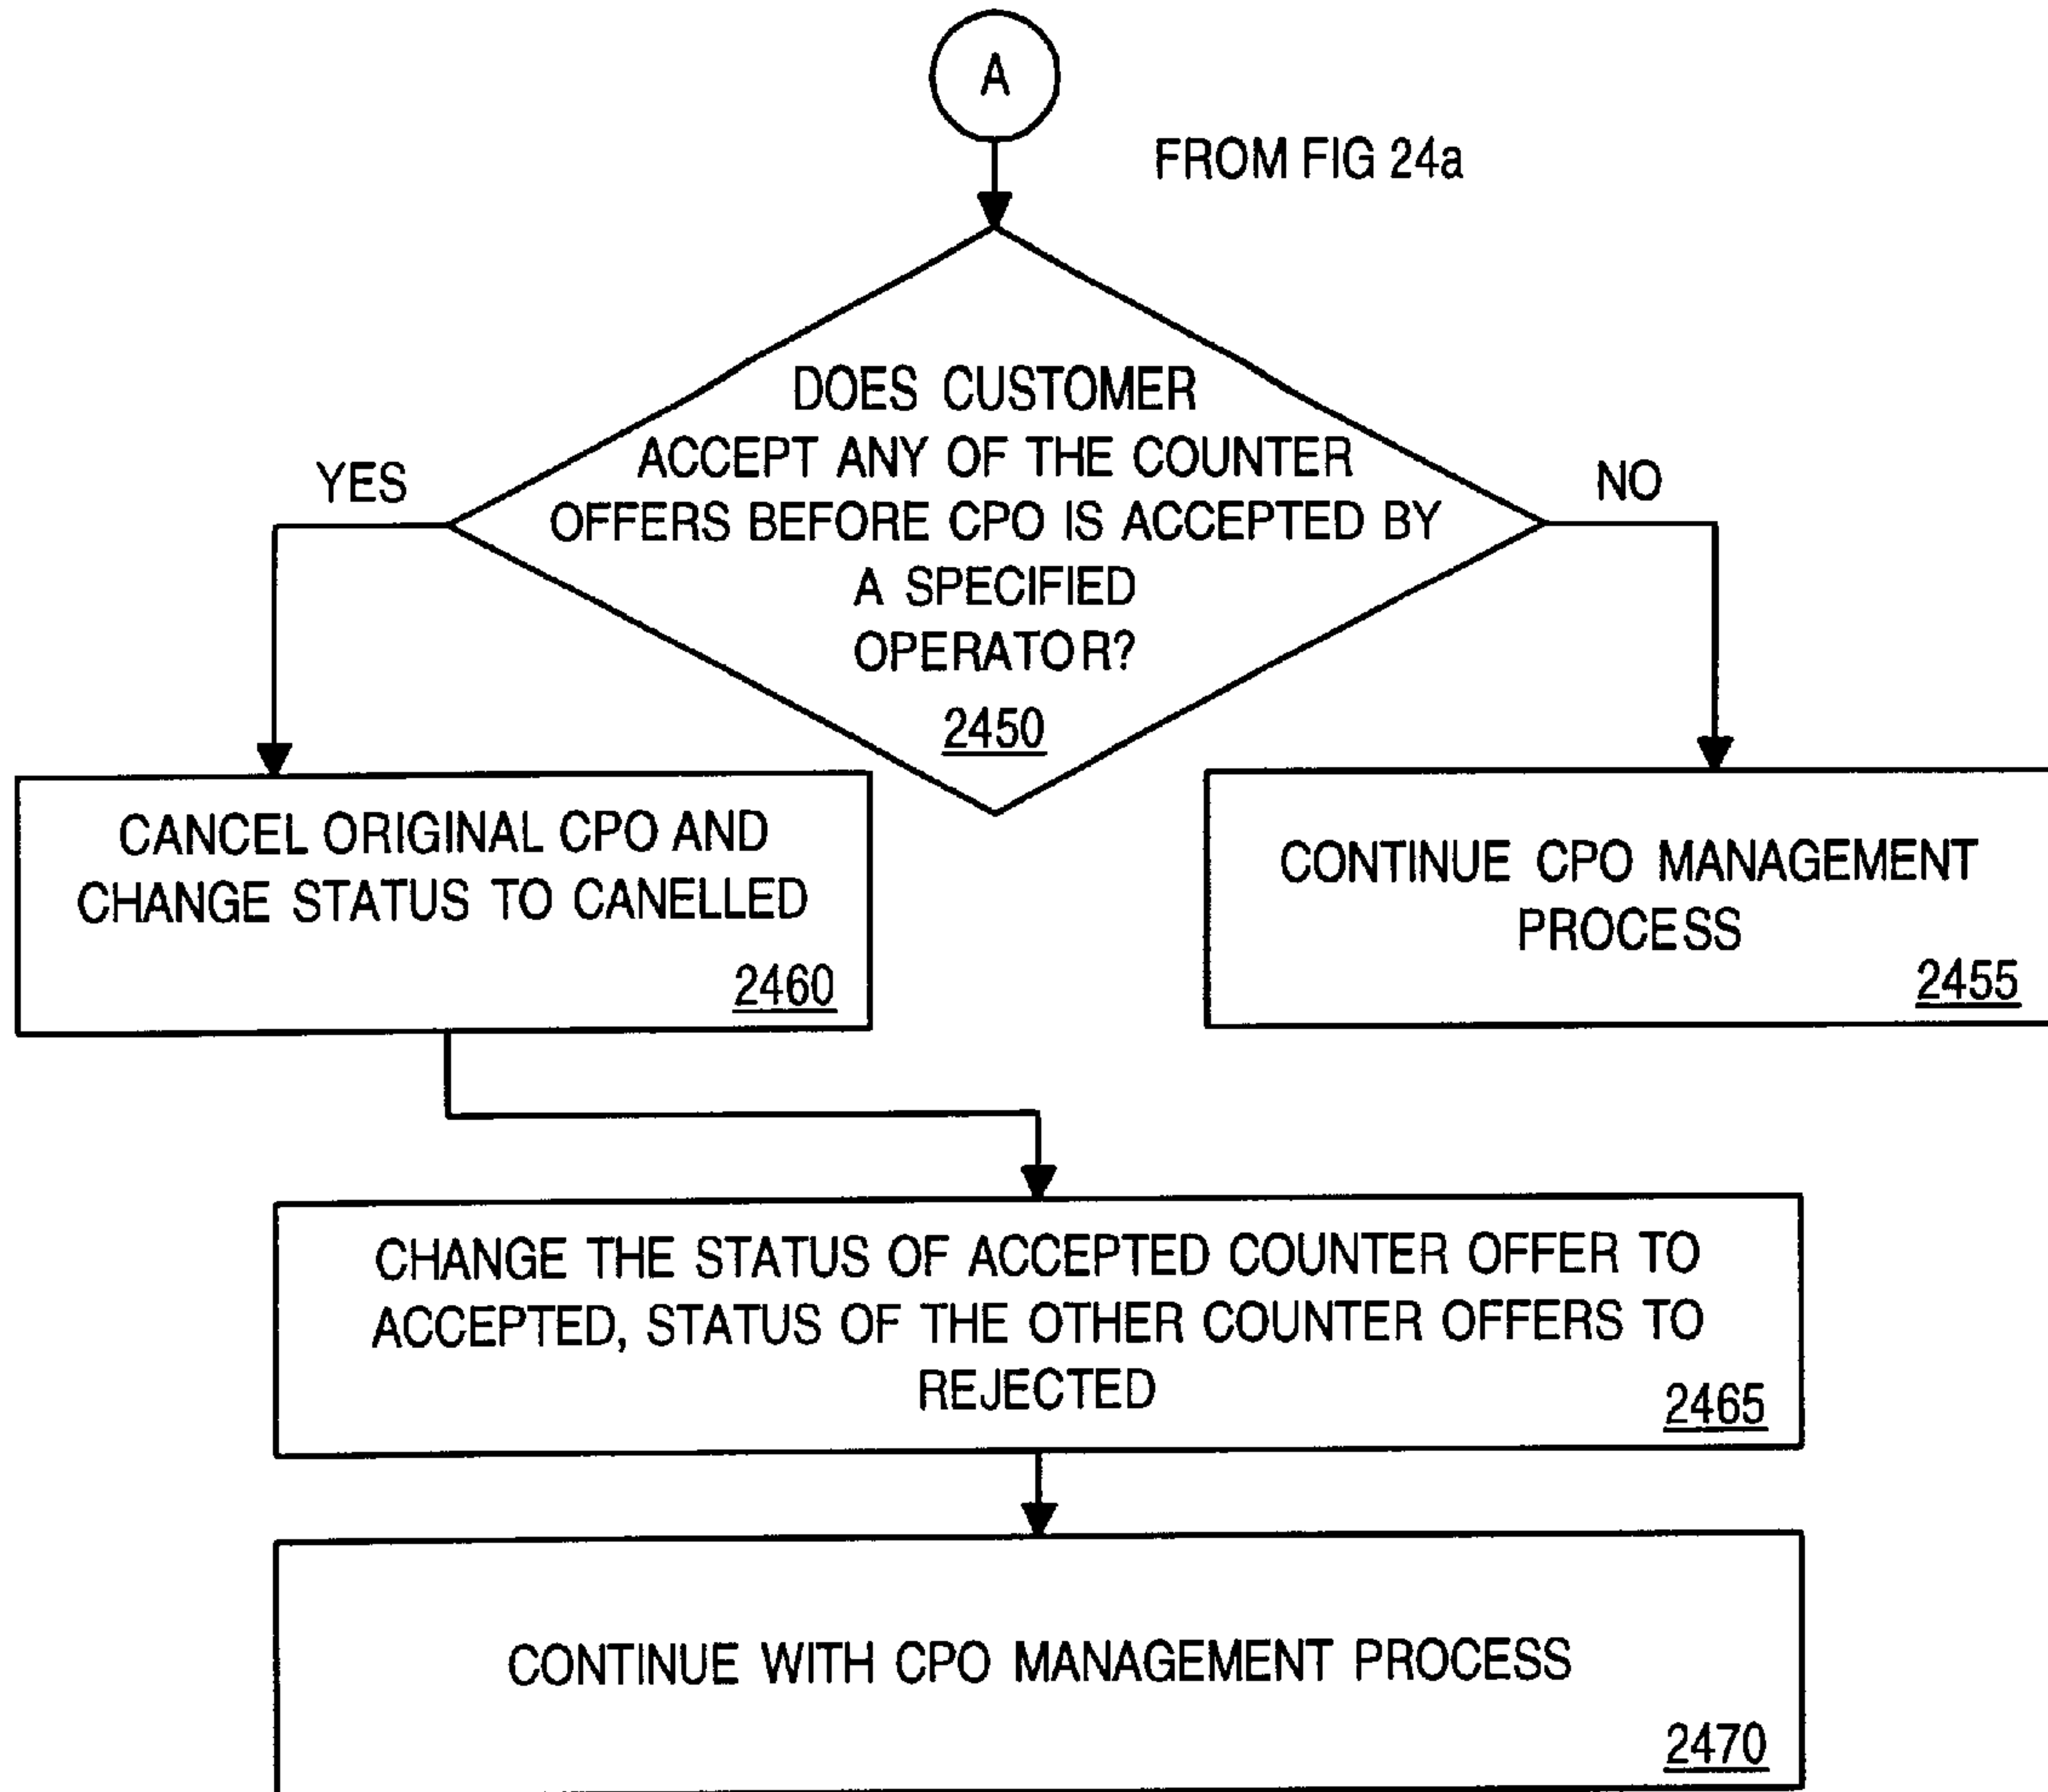 A
FROM FIG 24a
DOES CUSTOMER
ACCEPT ANY OF THE COUNTER
OFFERS BEFORE CPO IS ACCEPTED BY
A SPECIFIED
OPERATOR?
2450
YES
NO
CANCEL ORIGINAL CPO AND
CHANGE STATUS TO CANELLED
2460
CONTINUE CPO MANAGEMENT
PROCESS
2455
CHANGE THE STATUS OF ACCEPTED COUNTER OFFER TO
ACCEPTED, STATUS OF THE OTHER COUNTER OFFERS TO
REJECTED
2465
CONTINUE WITH CPO MANAGEMENT PROCESS
2470